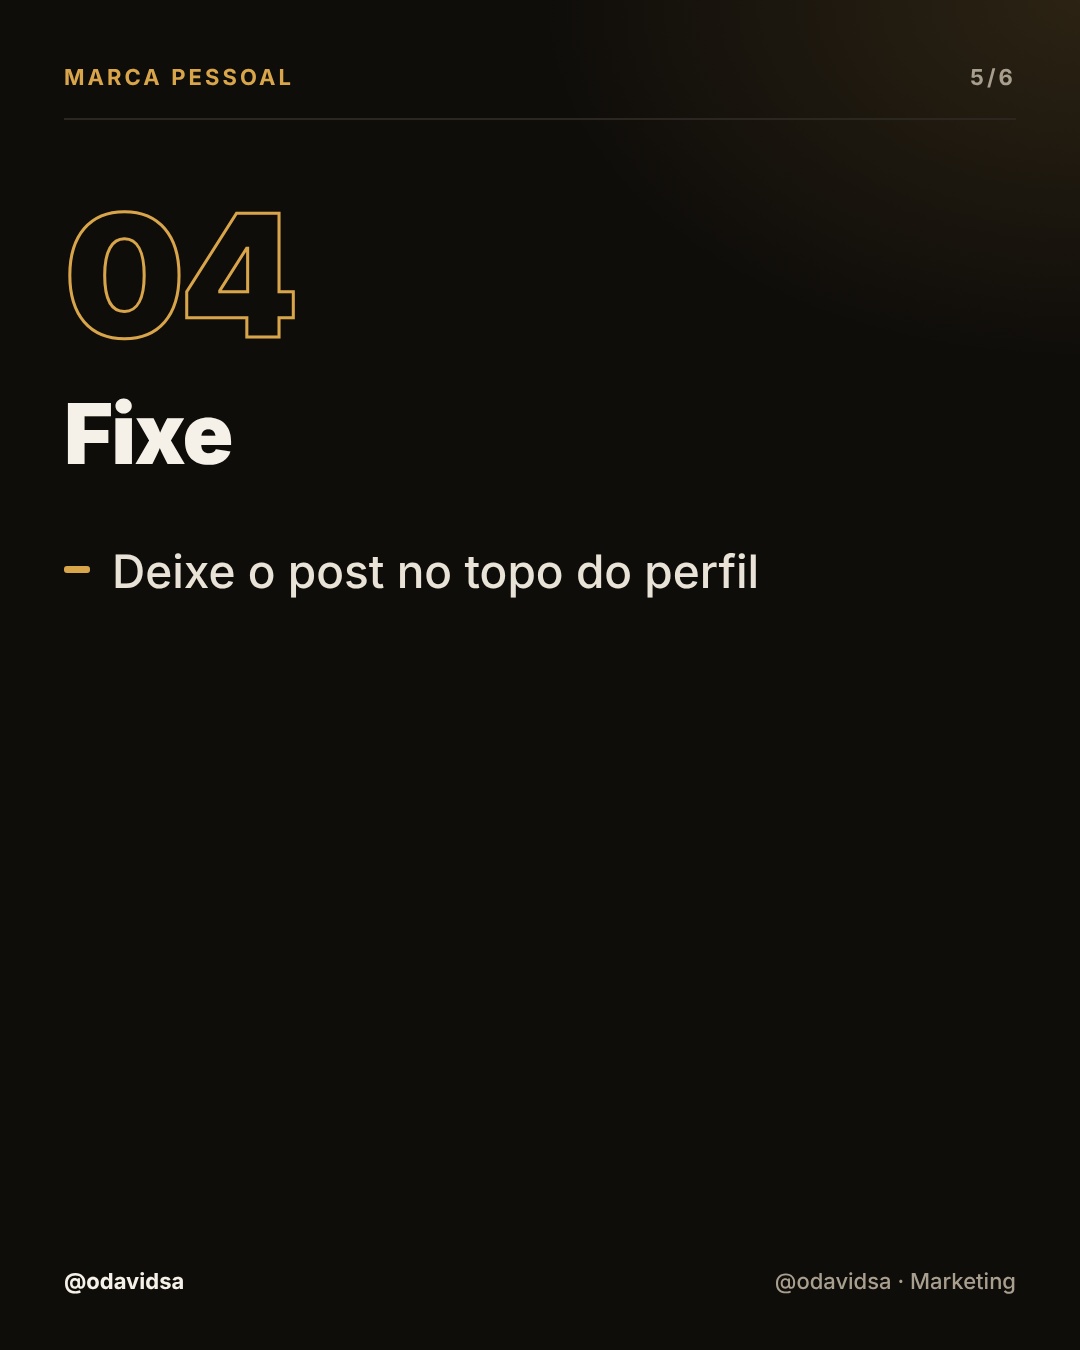 MARCA PESSOAL
5/6
04
Fixe
Deixe o post no topo do perfil
@odavidsa
@odavidsa · Marketing